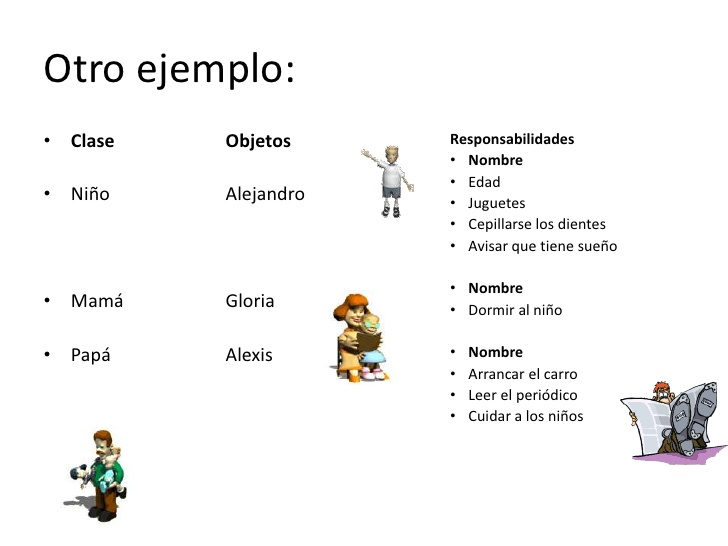 Otro ejemplo:
• Clase Objetos
• Niño Alejandro
• Mamá Gloria
• Papá Alexis
Responsabilidades
• Nombre
• Edad
• Juguetes
• Cepillarse los dientes
• Avisar que tiene sueño
• Nombre
• Dormir al niño
• Nombre
• Arrancar el carro
• Leer el periódico
• Cuidar a los niños